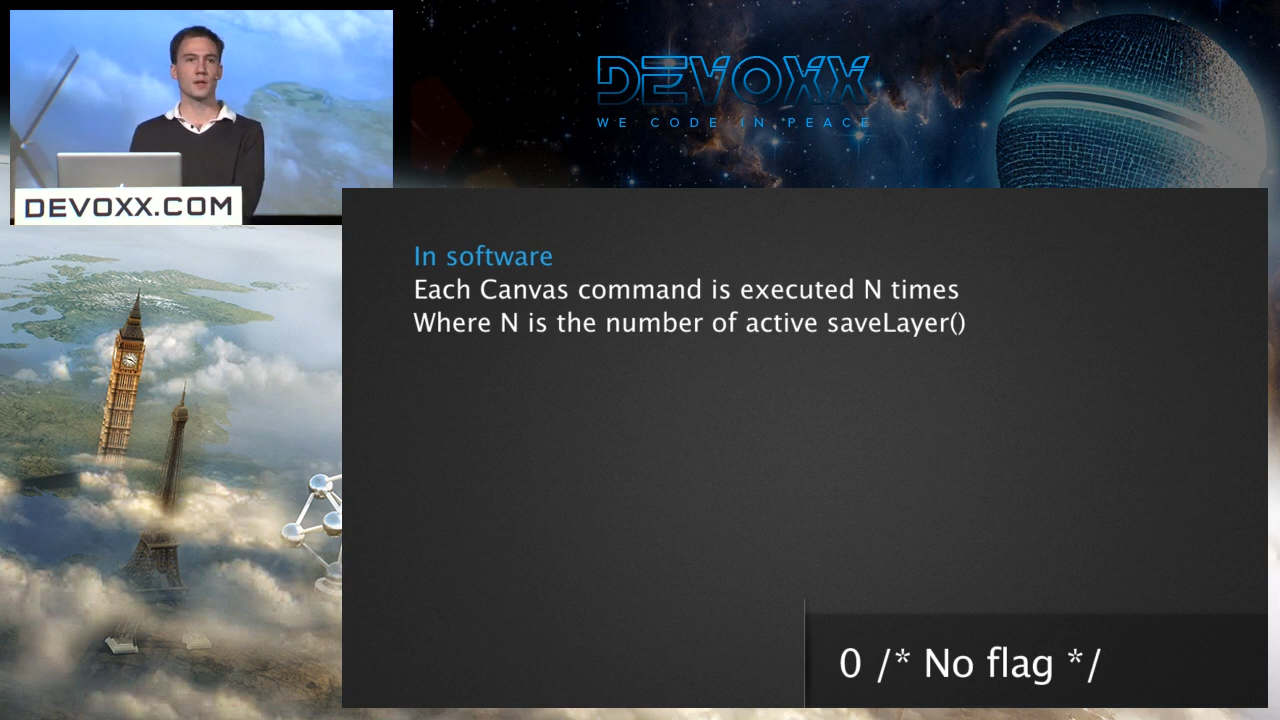 DEVOXX
WE CODE IN PEACE
DEVOXX.COM
In software
Each Canvas command is executed N times
Where N is the number of active saveLayer()
0 /* No flag */